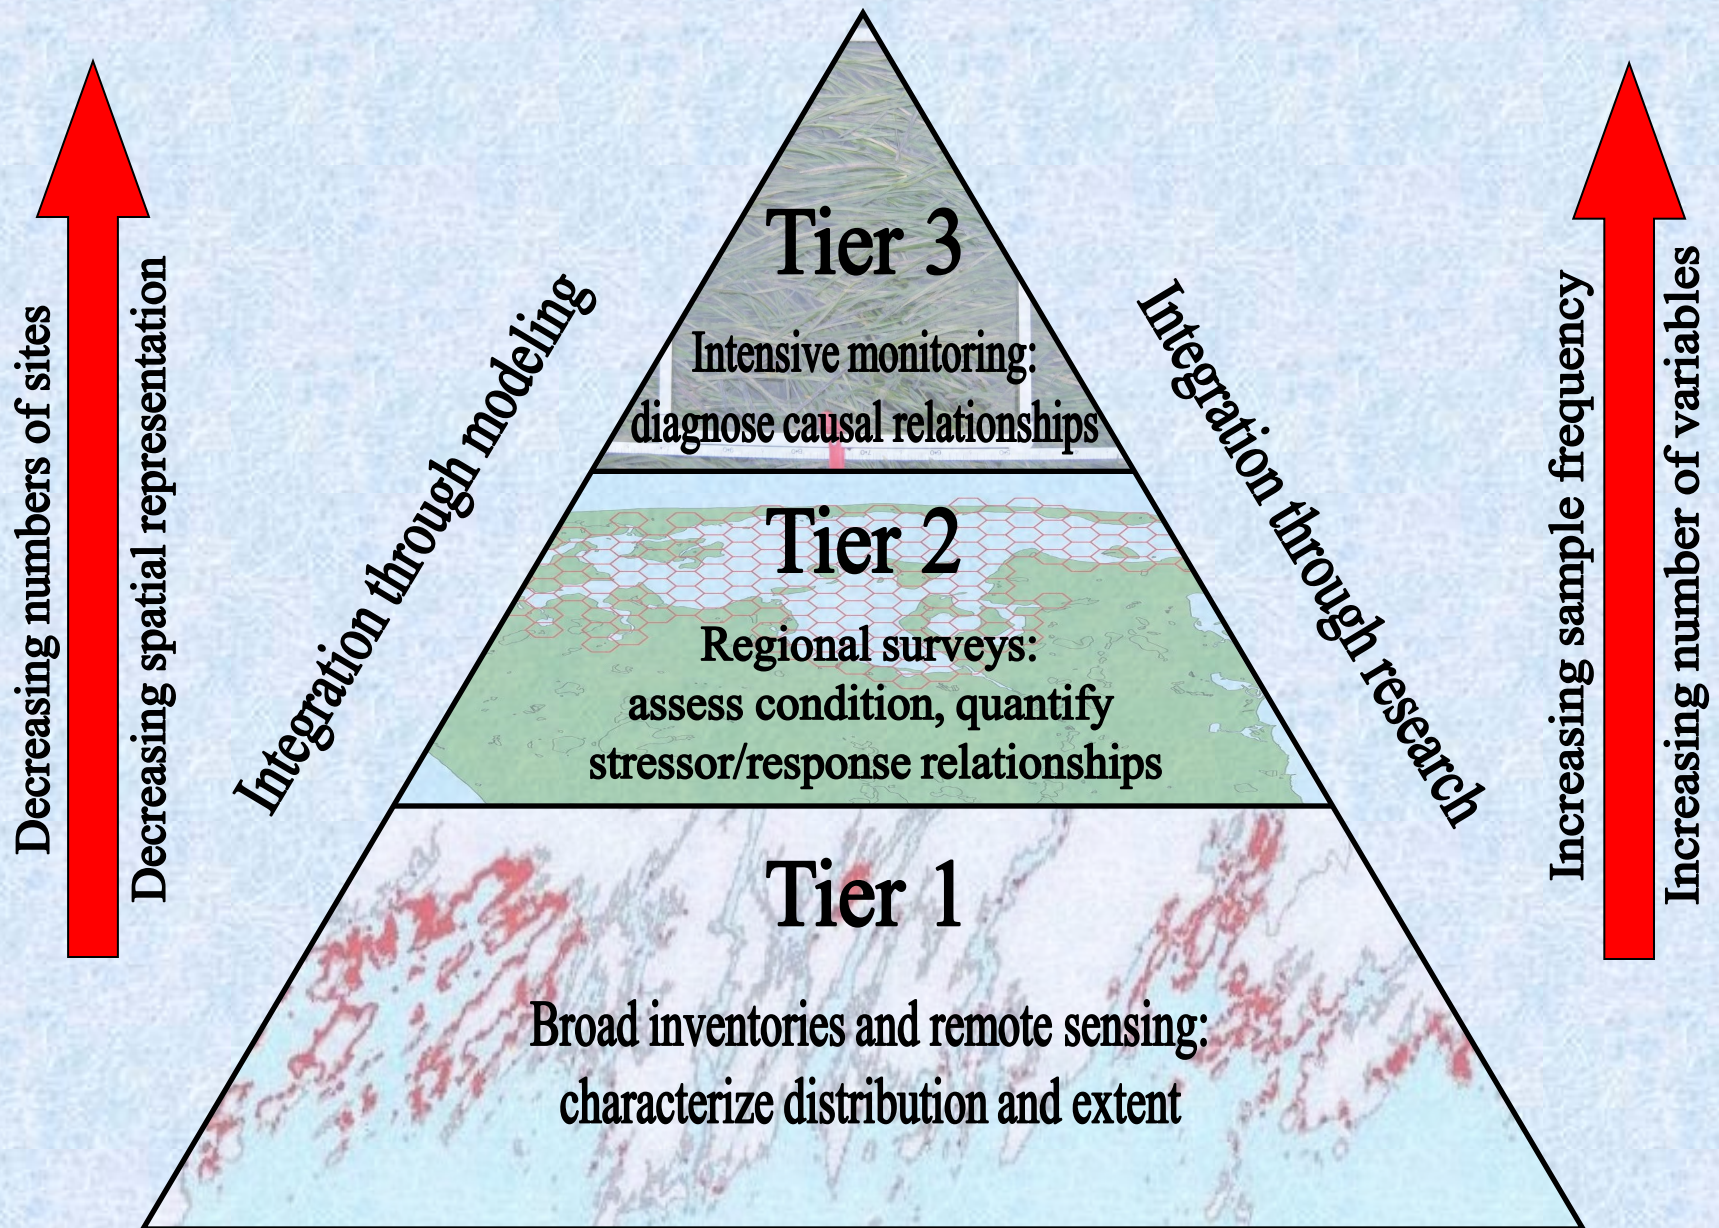 Tier 3
Intensive monitoring:
diagnose causal relationships
Tier 2
Regional surveys:
assess condition, quantify
stressor/response relationships
Tier 1
Broad inventories and remote sensing:
characterize distribution and extent
Decreasing numbers of sites
Decreasing spatial representation
Integration through modeling
Integration through research
Increasing sample frequency
Increasing number of variables